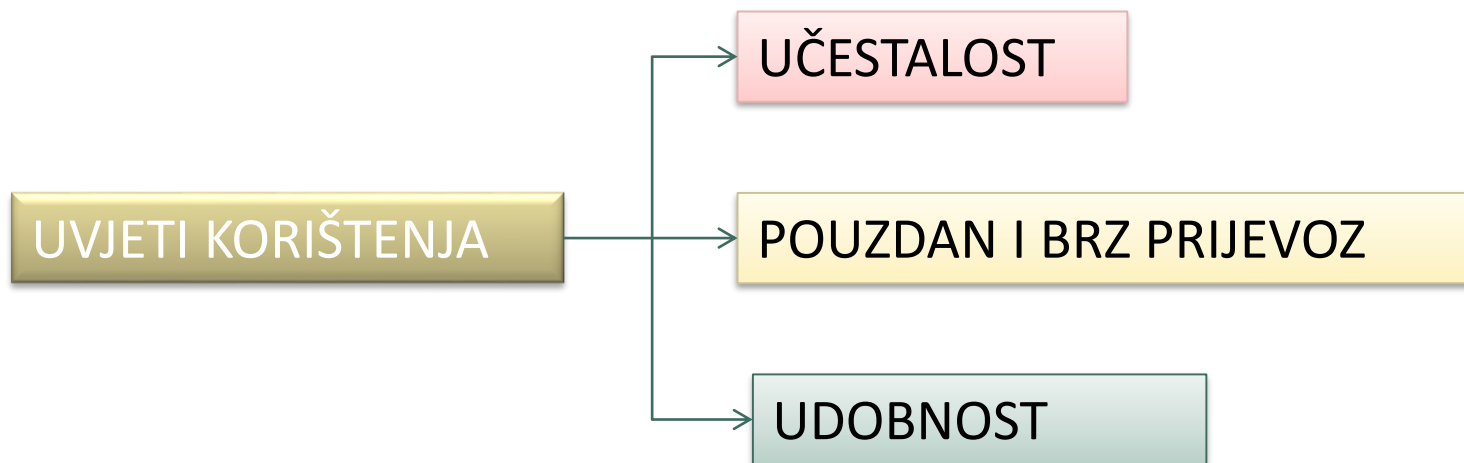 UČESTALOST
UVJETI KORIŠTENJA
POUZDAN I BRZ PRIJEVOZ
UDOBNOST